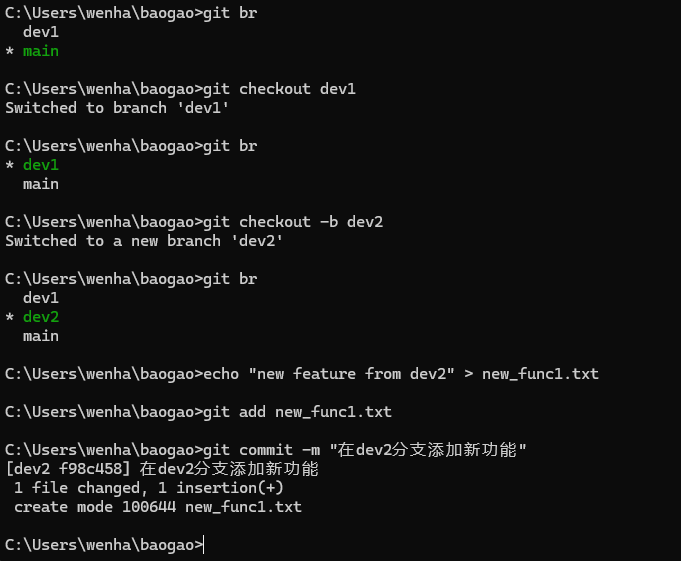 C:\Users\wenha\baogao>git br
  dev1
* main
C:\Users\wenha\baogao>git checkout dev1
Switched to branch 'dev1'
C:\Users\wenha\baogao>git br
* dev1
  main
C:\Users\wenha\baogao>git checkout -b dev2
Switched to a new branch 'dev2'
C:\Users\wenha\baogao>git br
  dev1
* dev2
  main
C:\Users\wenha\baogao>echo "new feature from dev2" > new_func1.txt
C:\Users\wenha\baogao>git add new_func1.txt
C:\Users\wenha\baogao>git commit -m "在dev2分支添加新功能"
[dev2 f98c458] 在dev2分支添加新功能
 1 file changed, 1 insertion(+)
 create mode 100644 new_func1.txt
C:\Users\wenha\baogao>